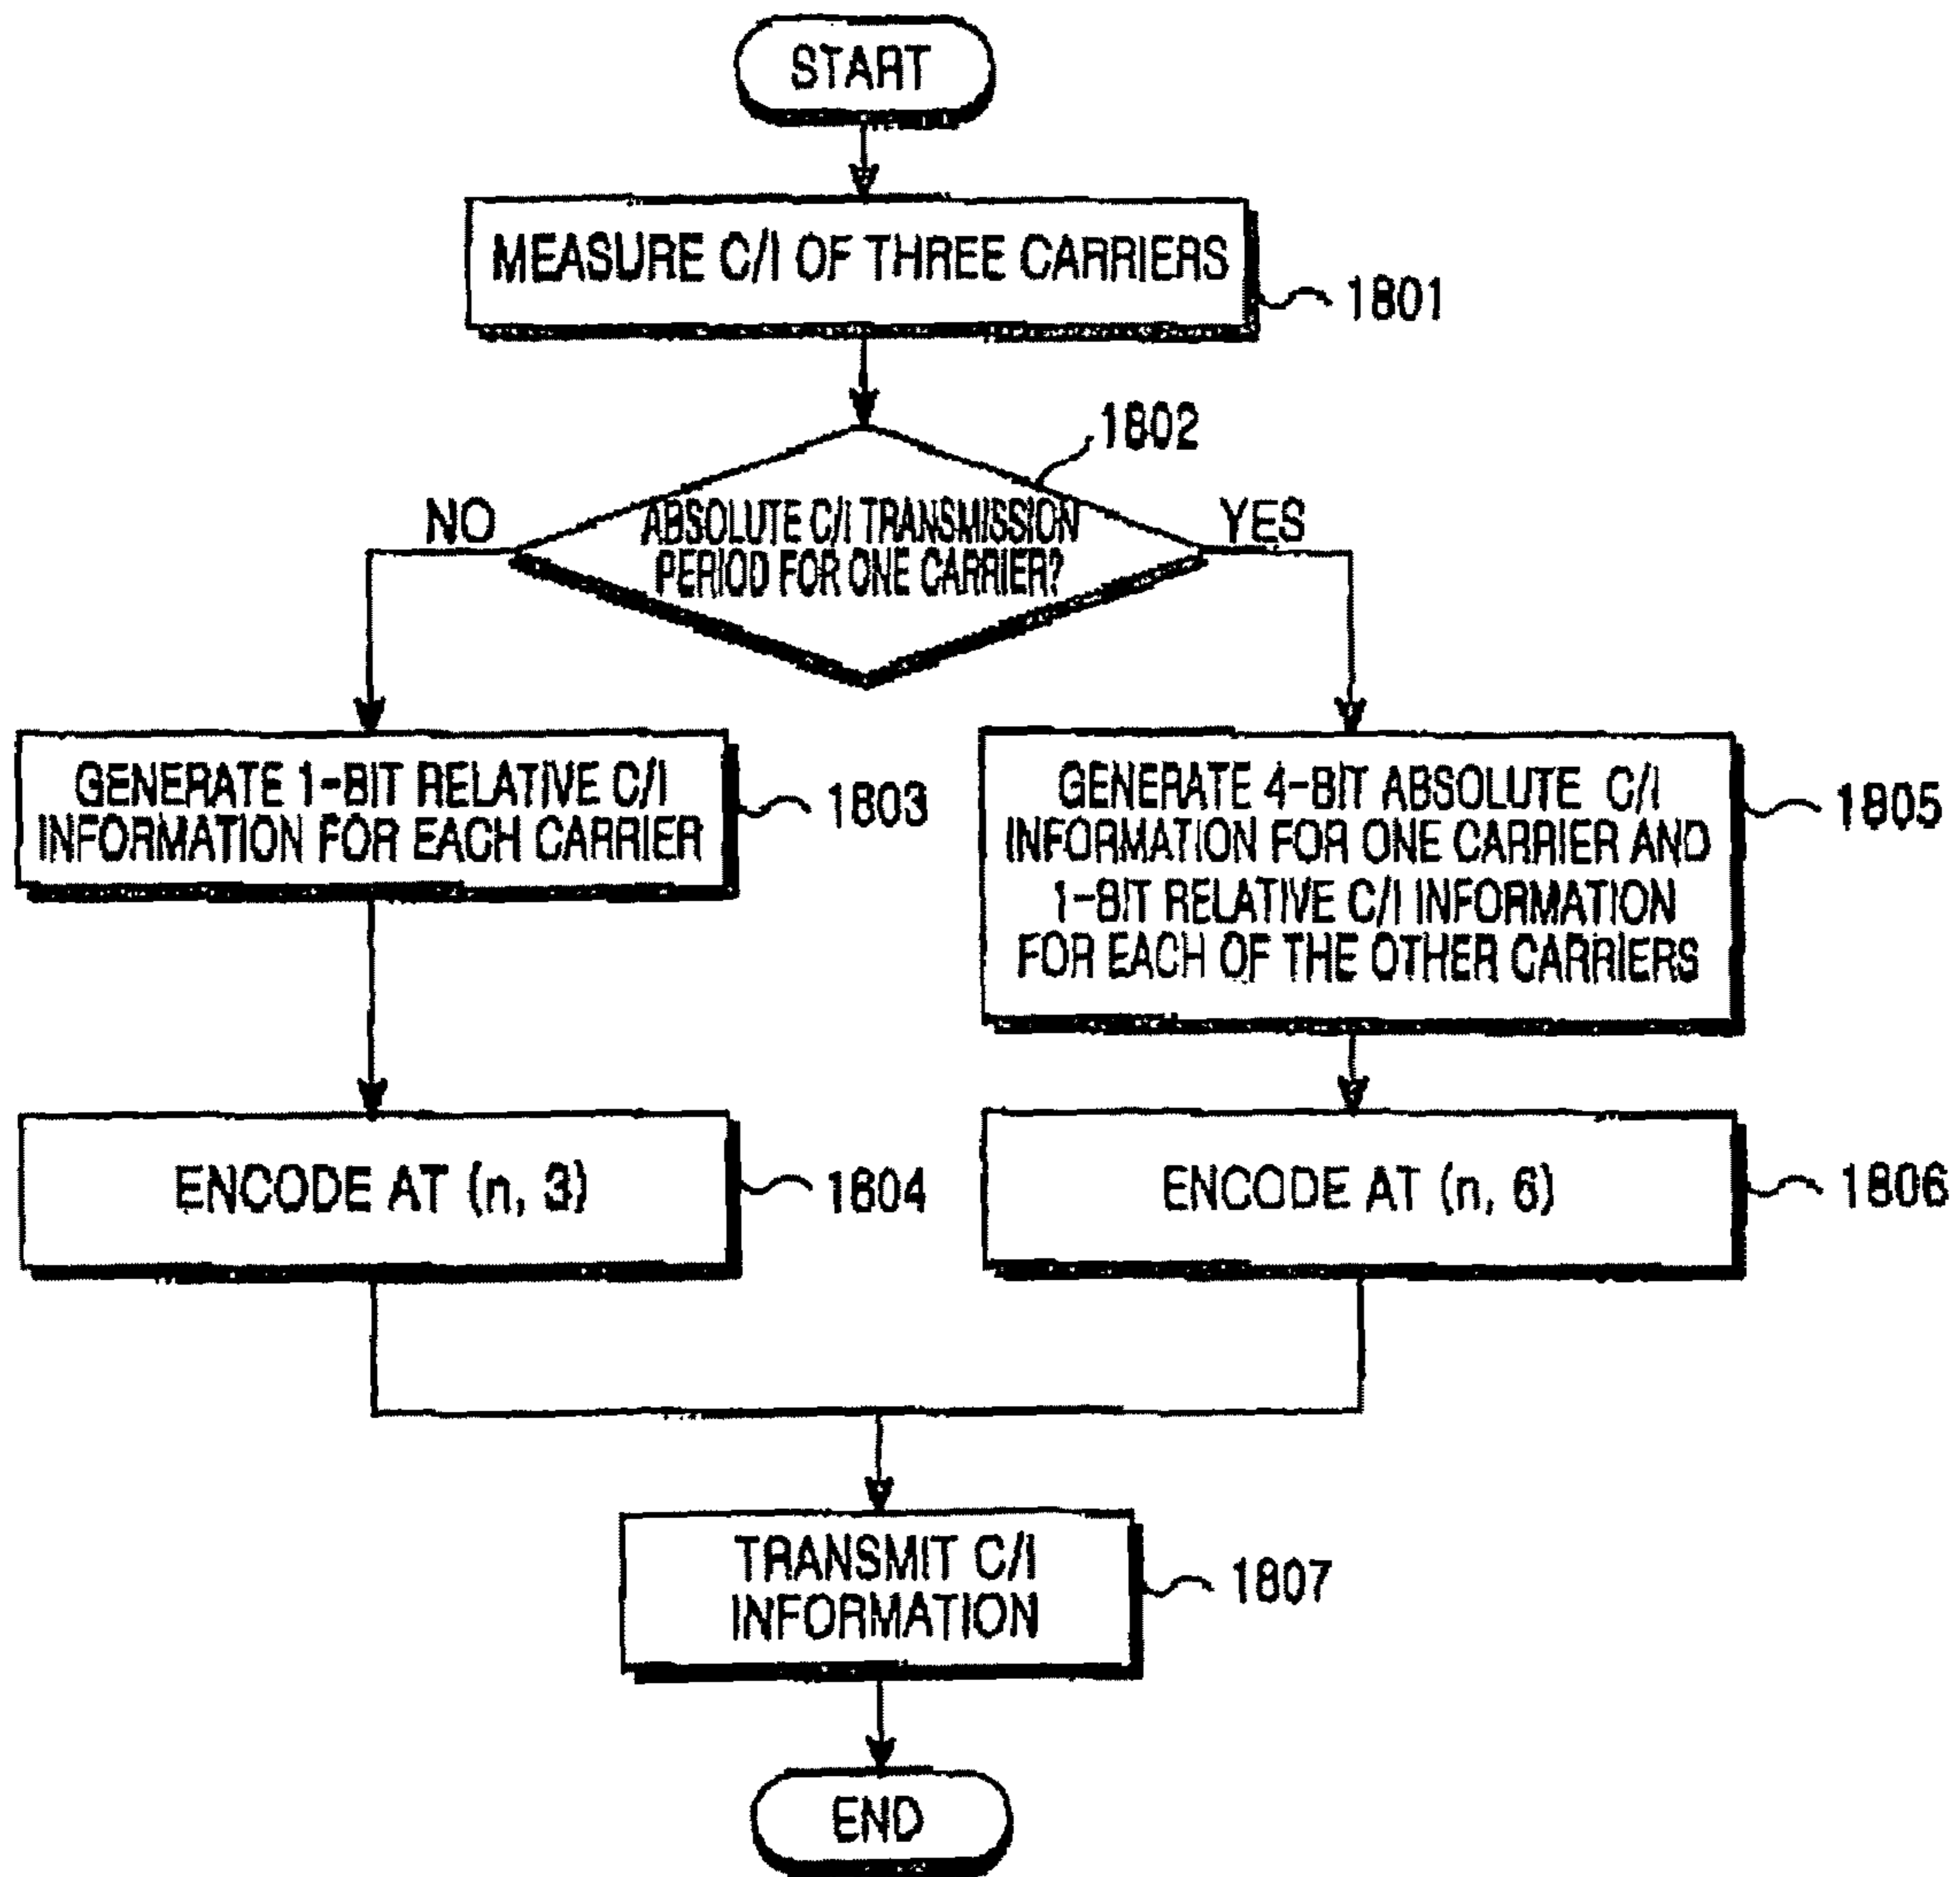 START
MEASURE C/I OF THREE CARRIERS
1801
1802
NO
ABSOLUTE C/I TRANSMISSION
PERIOD FOR ONE CARRIER?
YES
GENERATE 1-BIT RELATIVE C/I
INFORMATION FOR EACH CARRIER
1803
GENERATE 4-BIT ABSOLUTE C/I
INFORMATION FOR ONE CARRIER AND
1-BIT RELATIVE C/I INFORMATION
FOR EACH OF THE OTHER CARRIERS
1805
ENCODE AT (n, 3)
1804
ENCODE AT (n, 6)
1806
TRANSMIT C/I
INFORMATION
1807
END